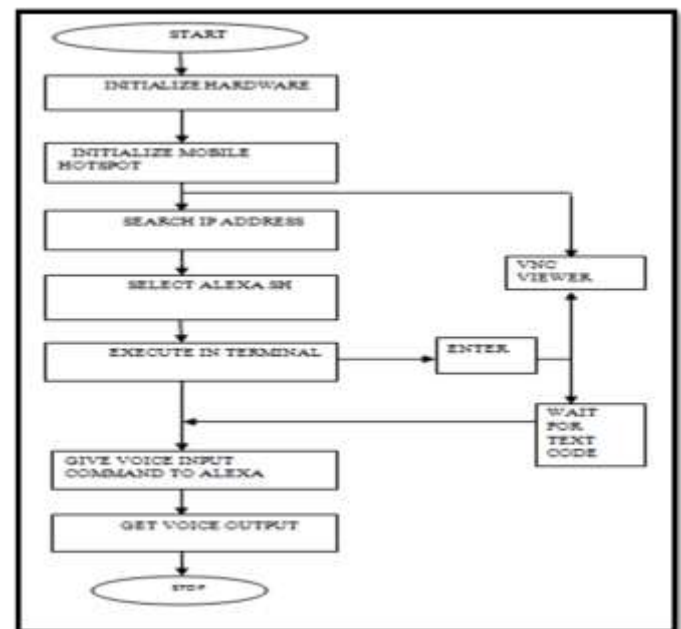 START
INITIALIZE HARDWARE
INITIALIZE MOBILE
HOTSPOT
SEARCH IP ADDRESS
SELECT ALEXA SH
EXECUTE IN TERMINAL
ENTER
VNC
VIEWER
WAIT
FOR
TEXT
CODE
GIVE VOICE INPUT
COMMAND TO ALEXA
GET VOICE OUTPUT
STOP